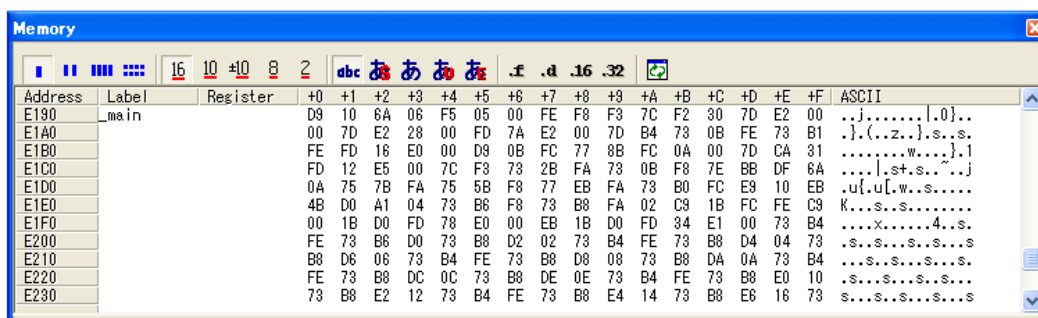 Memory
16 10 ±10 8 2 abc あS あ あD あE .f .d .16 .32
Address Label Register +0 +1 +2 +3 +4 +5 +6 +7 +8 +9 +A +B +C +D +E +F ASCII
E190 _main D9 10 6A 06 F5 05 00 FE F8 F3 7C F2 30 7D E2 00 ..j.......|.0}..
E1A0 00 7D E2 28 00 FD 7A E2 00 7D B4 73 0B FE 73 B1 .}.(..z..}.s..s.
E1B0 FE FD 16 E0 00 D9 0B FC 77 8B FC 0A 00 7D CA 31 ........w....}.1
E1C0 FD 12 E5 00 7C F3 73 2B FA 73 0B F8 7E BB DF 6A ....|.s+.s..~..j
E1D0 0A 75 7B FA 75 5B F8 77 EB FA 73 B0 FC E9 10 EB .u{.u[.w..s.....
E1E0 4B D0 A1 04 73 B6 F8 73 B8 FA 02 C9 1B FC FE C9 K...s..s........
E1F0 00 1B D0 FD 78 E0 00 EB 1B D0 FD 34 E1 00 73 B4 ....x......4..s.
E200 FE 73 B6 D0 73 B8 D2 02 73 B4 FE 73 B8 D4 04 73 .s..s...s..s...s
E210 B8 D6 06 73 B4 FE 73 B8 D8 08 73 B8 DA 0A 73 B4 ...s..s...s...s.
E220 FE 73 B8 DC 0C 73 B8 DE 0E 73 B4 FE 73 B8 E0 10 .s...s...s..s...
E230 73 B8 E2 12 73 B4 FE 73 B8 E4 14 73 B8 E6 16 73 s...s..s...s...s